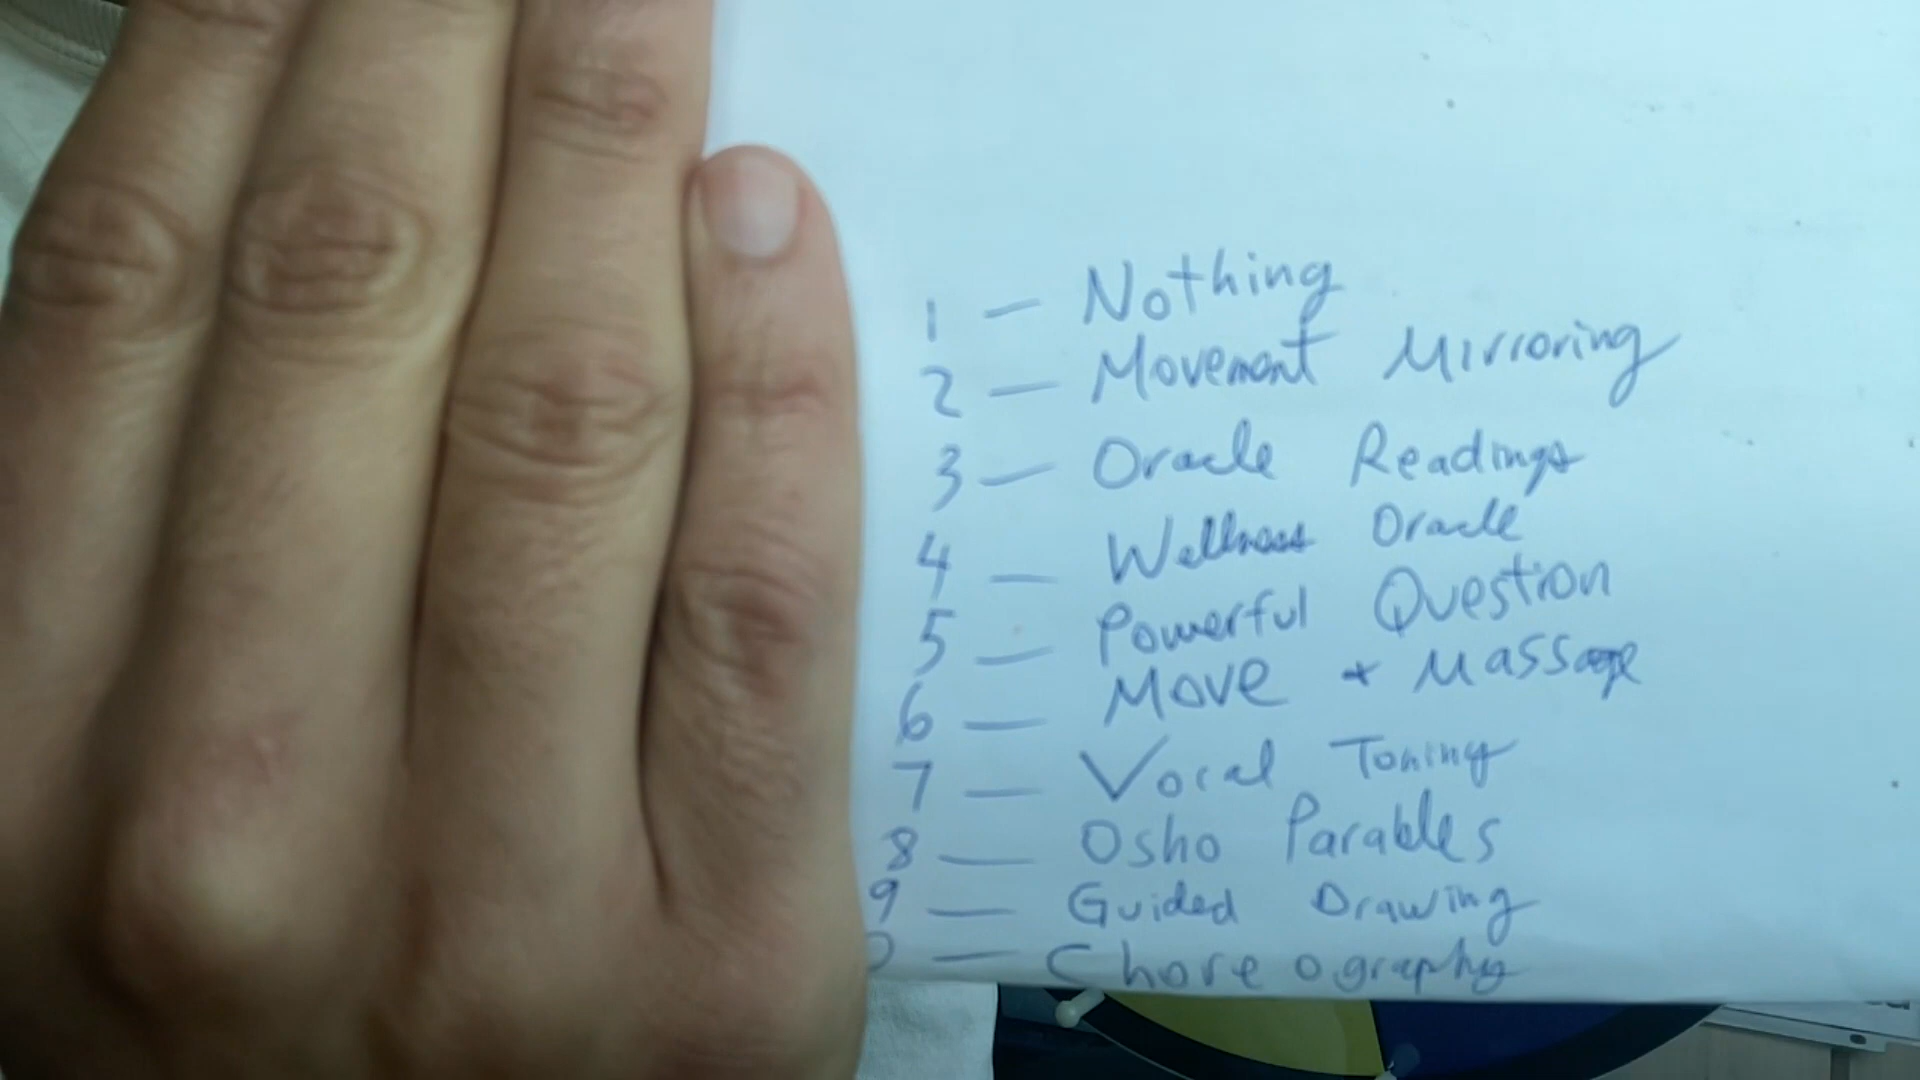 1 — Nothing
2 — Movement Mirroring
3 — Oracle Readings
4 — Wellness Oracle
5 — Powerful Question
6 — Move + Massage
7 — Vocal Toning
8 — Osho Parables
9 — Guided Drawing
0 — Choreography